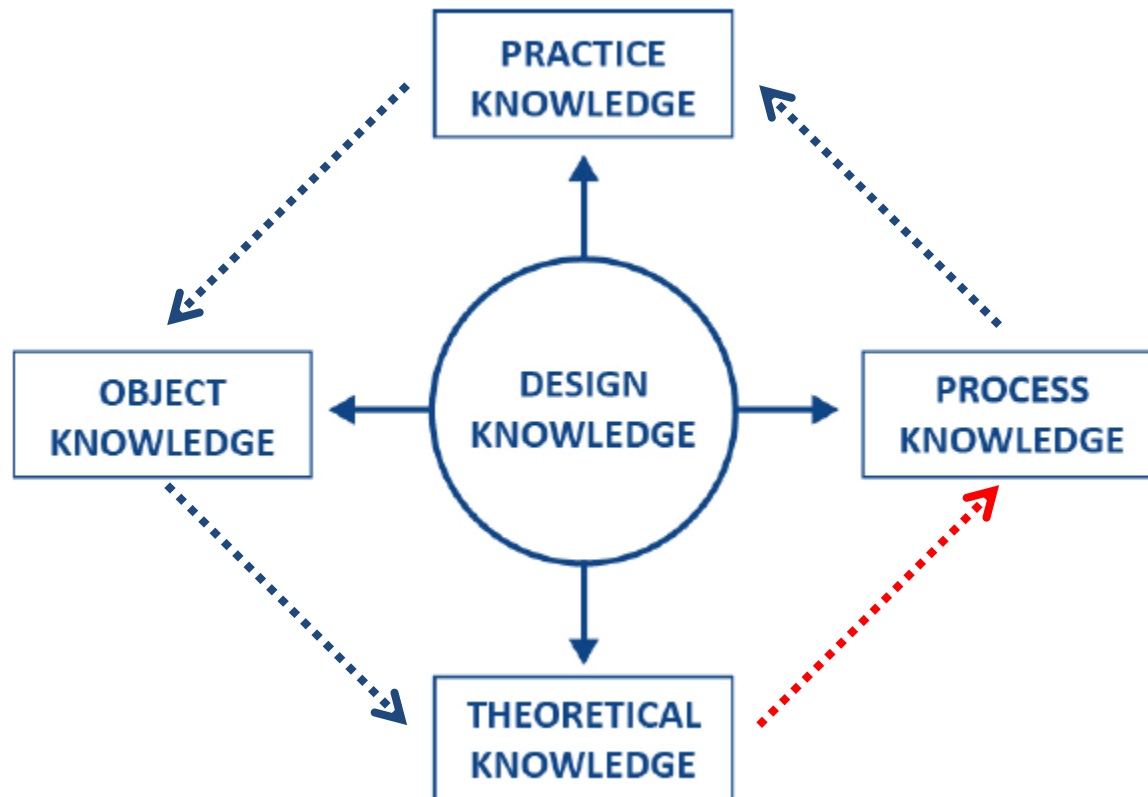 PRACTICE
KNOWLEDGE
OBJECT
KNOWLEDGE
DESIGN
KNOWLEDGE
PROCESS
KNOWLEDGE
THEORETICAL
KNOWLEDGE